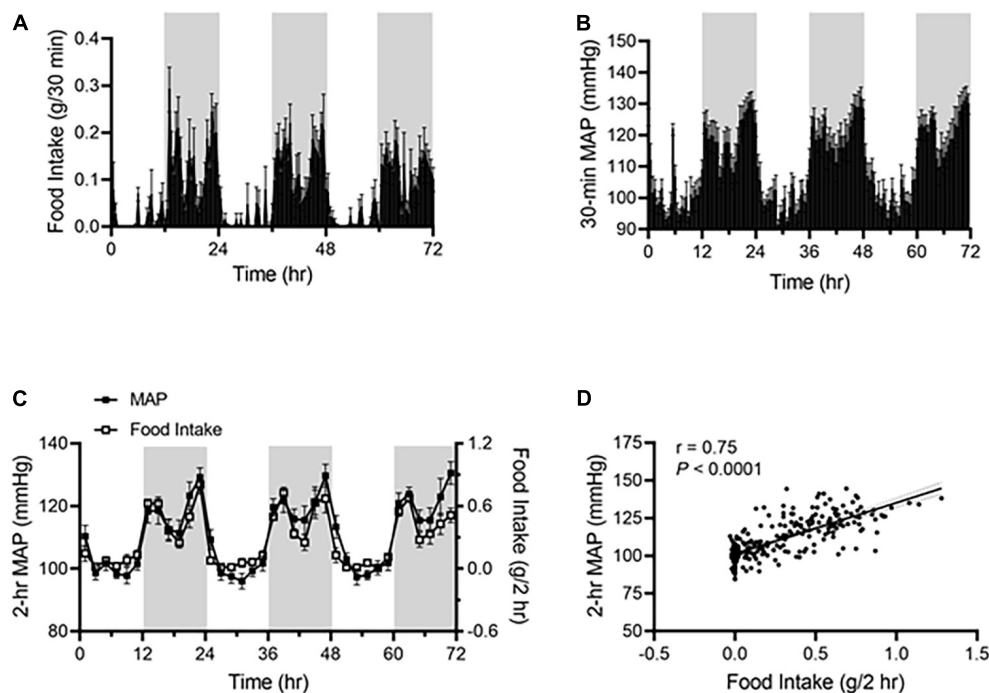 A
Food Intake (g/30 min)
0.4
0.3
0.2
0.1
0.0
0 24 48 72
Time (hr)
B
30-min MAP (mmHg)
150
140
130
120
110
100
90
0 12 24 36 48 60 72
Time (hr)
C
MAP
Food Intake
2-hr MAP (mmHg)
140
120
100
80
1.2
0.6
0.0
-0.6
Food Intake (g/2 hr)
0 12 24 36 48 60 72
Time (hr)
D
r = 0.75
P < 0.0001
2-hr MAP (mmHg)
175
150
125
100
75
50
-0.5 0.0 0.5 1.0 1.5
Food Intake (g/2 hr)